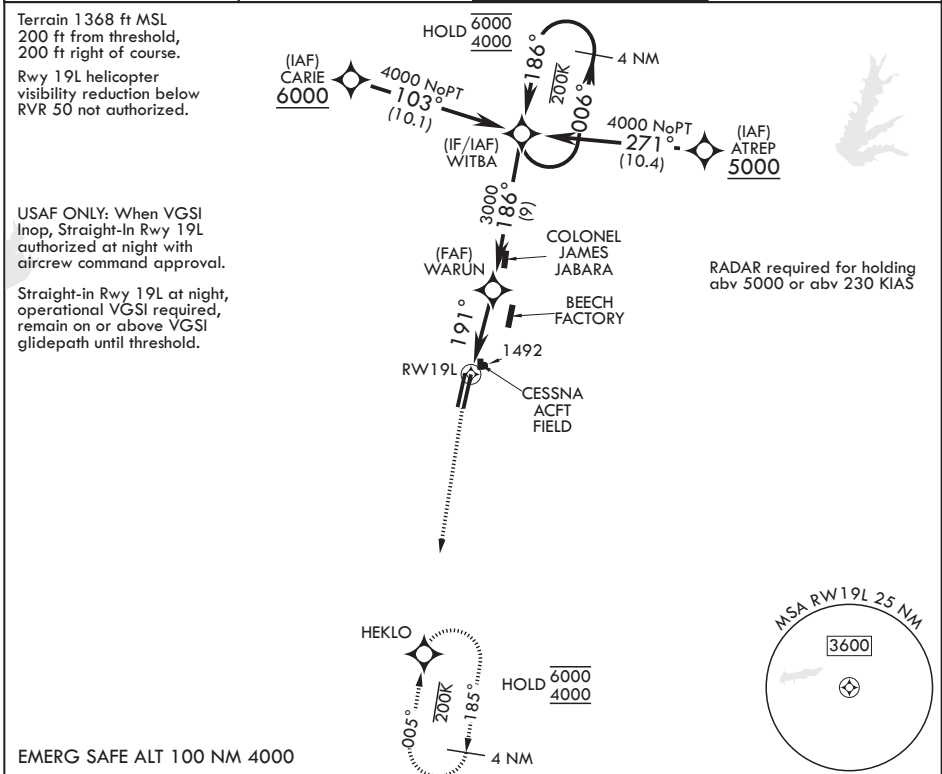 Terrain 1368 ft MSL
200 ft from threshold,
200 ft right of course.
Rwy 19L helicopter
visibility reduction below
RVR 50 not authorized.
HOLD 6000
4000
186°
200K
006°
4 NM
(IAF)
CARIE
6000
4000 NoPT
103°
(10.1)
(IF/IAF)
WITBA
4000 NoPT
271°
(10.4)
(IAF)
ATREP
5000
3000
186°
(9)
USAF ONLY: When VGSI
Inop, Straight-In Rwy 19L
authorized at night with
aircrew command approval.
Straight-in Rwy 19L at night,
operational VGSI required,
remain on or above VGSI
glidepath until threshold.
(FAF)
WARUN
COLONEL
JAMES
JABARA
RADAR required for holding
abv 5000 or abv 230 KIAS
BEECH
FACTORY
191°
1492
RW19L
CESSNA
ACFT
FIELD
HEKLO
005°
200K
185°
HOLD 6000
4000
4 NM
MSA RW19L 25 NM
3600
EMERG SAFE ALT 100 NM 4000